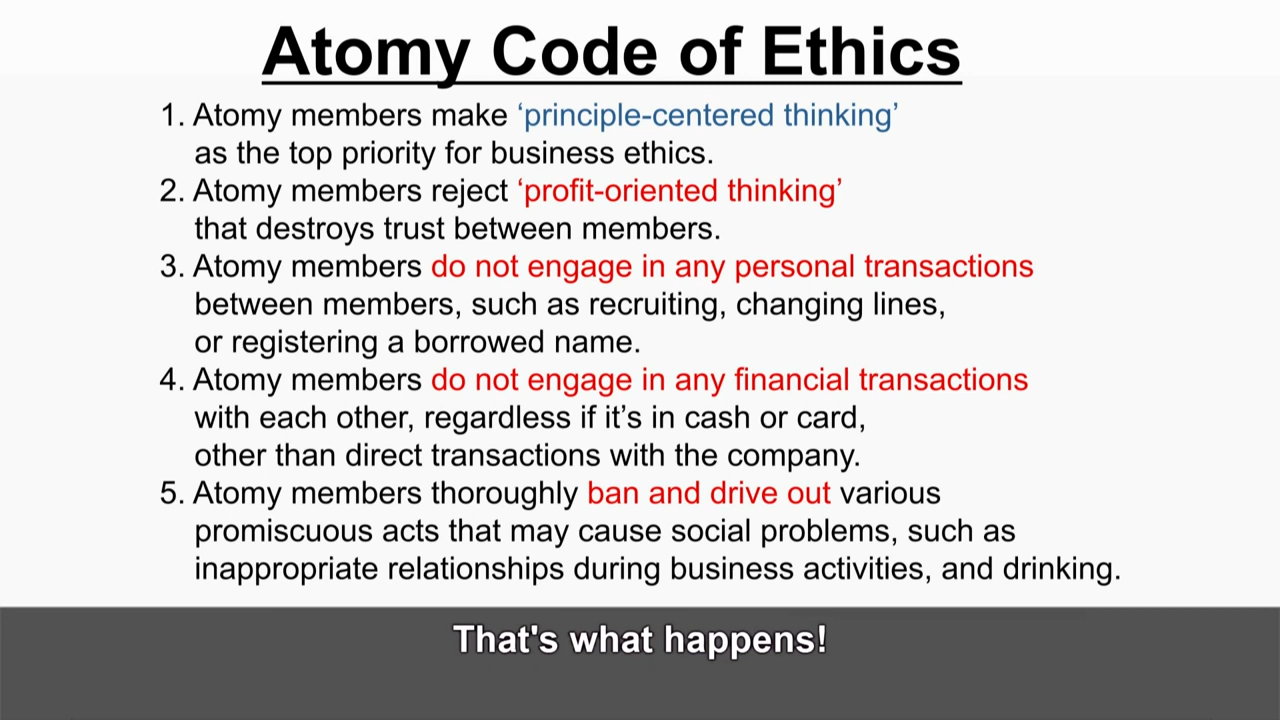 Atomy Code of Ethics
1. Atomy members make ‘principle-centered thinking’
as the top priority for business ethics.
2. Atomy members reject ‘profit-oriented thinking’
that destroys trust between members.
3. Atomy members do not engage in any personal transactions
between members, such as recruiting, changing lines,
or registering a borrowed name.
4. Atomy members do not engage in any financial transactions
with each other, regardless if it’s in cash or card,
other than direct transactions with the company.
5. Atomy members thoroughly ban and drive out various
promiscuous acts that may cause social problems, such as
inappropriate relationships during business activities, and drinking.
That's what happens!